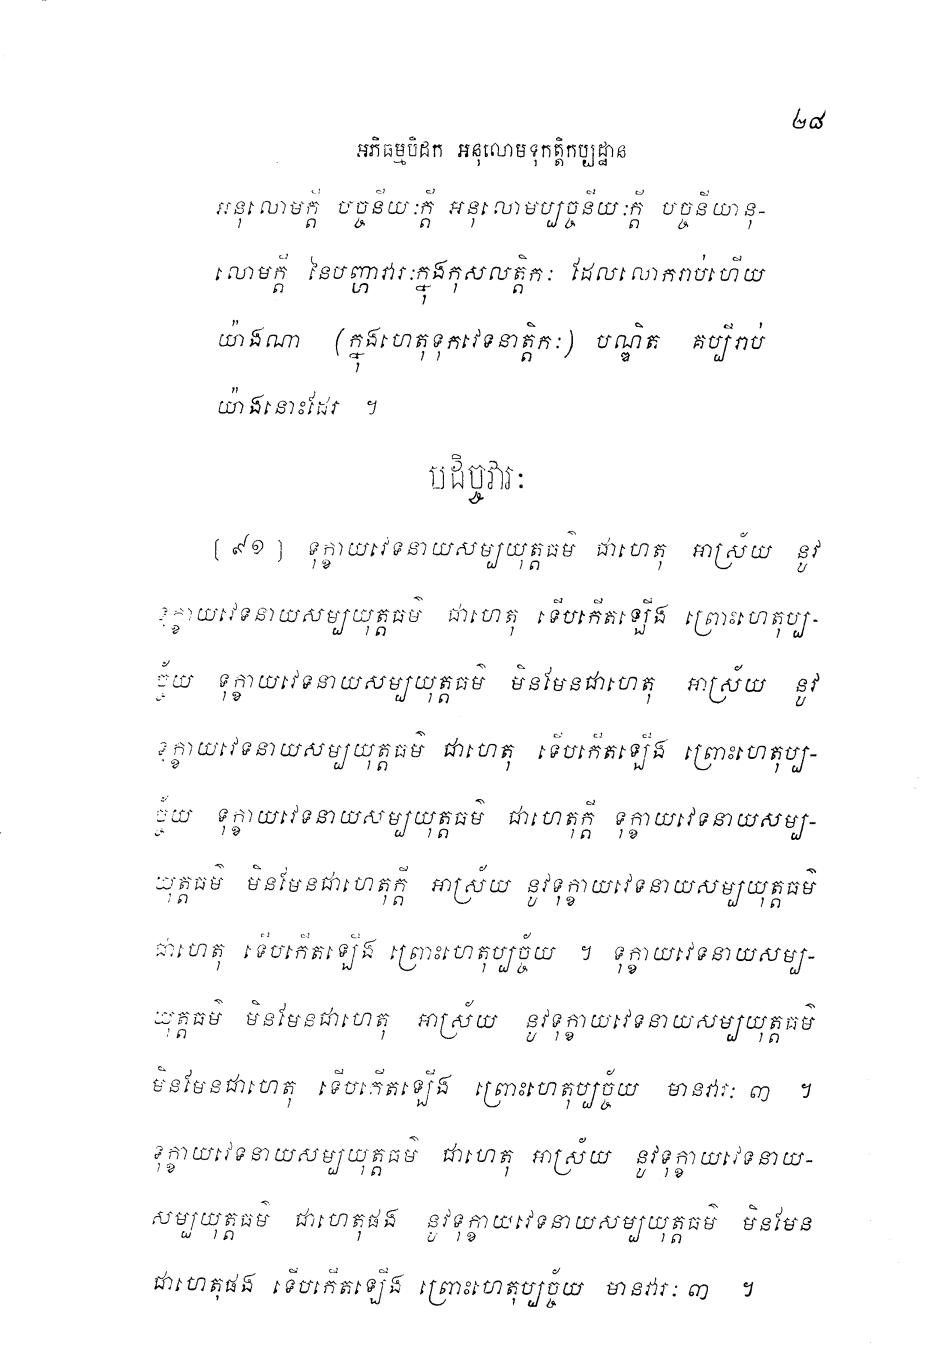 ២៨
អភិធម្មបិដក អនុលោមទុកត្តិកប្បដ្ឋាន
អនុលោមក្តី បច្ចនីយៈក្តី អនុលោមប្បច្ចនីយៈក្តី បច្ចនីយានុ-
លោមក្តី នៃបញ្ហាវារៈក្នុងកុសលត្តិកៈ ដែលលោករាប់ហើយ
យ៉ាងណា (ក្នុងហេតុទុកវេទនាត្តិកៈ) បណ្ឌិត គប្បីរាប់
យ៉ាងនោះដែរ ។
បដិច្ចវារៈ
[៩១] ទុក្ខាយវេទនាយសម្បយុត្តធម៌ ជាហេតុ អាស្រ័យ នូវ
ទុក្ខាយវេទនាយសម្បយុត្តធម៌ ជាហេតុ ទើបកើតឡើង ព្រោះហេតុប្ប-
ច្ច័យ ទុក្ខាយវេទនាយសម្បយុត្តធម៌ មិនមែនជាហេតុ អាស្រ័យ នូវ
ទុក្ខាយវេទនាយសម្បយុត្តធម៌ ជាហេតុ ទើបកើតឡើង ព្រោះហេតុប្ប-
ច្ច័យ ទុក្ខាយវេទនាយសម្បយុត្តធម៌ ជាហេតុក្តី ទុក្ខាយវេទនាយសម្ប-
យុត្តធម៌ មិនមែនជាហេតុក្តី អាស្រ័យ នូវទុក្ខាយវេទនាយសម្បយុត្តធម៌
ជាហេតុ ទើបកើតឡើង ព្រោះហេតុប្បច្ច័យ ។ ទុក្ខាយវេទនាយសម្ប-
យុត្តធម៌ មិនមែនជាហេតុ អាស្រ័យ នូវទុក្ខាយវេទនាយសម្បយុត្តធម៌
មិនមែនជាហេតុ ទើបកើតឡើង ព្រោះហេតុប្បច្ច័យ មានវារៈ ៣ ។
ទុក្ខាយវេទនាយសម្បយុត្តធម៌ ជាហេតុ អាស្រ័យ នូវទុក្ខាយវេទនាយ-
សម្បយុត្តធម៌ ជាហេតុផង នូវទុក្ខាយវេទនាយសម្បយុត្តធម៌ មិនមែន
ជាហេតុផង ទើបកើតឡើង ព្រោះហេតុប្បច្ច័យ មានវារៈ ៣ ។